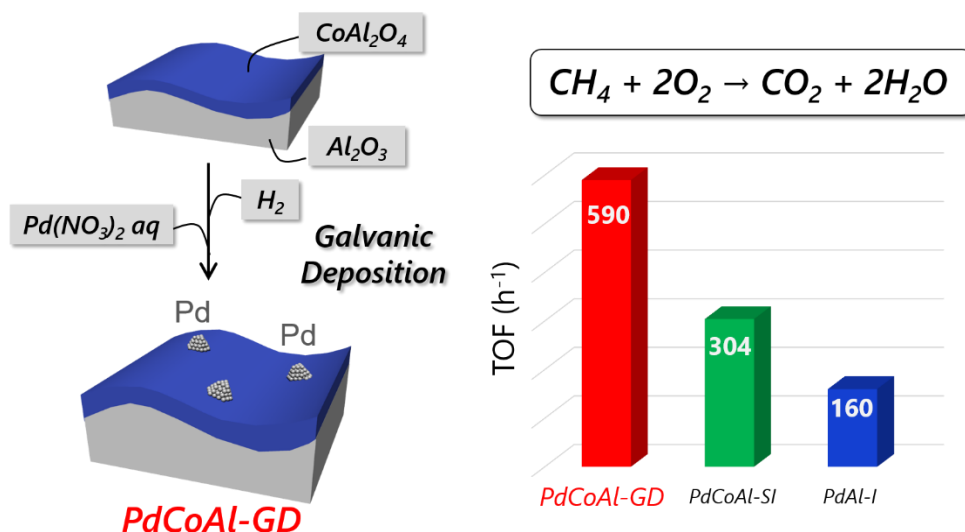 CoAl₂O₄
Al₂O₃
H₂
Pd(NO₃)₂ aq
Galvanic
Deposition
Pd
Pd
PdCoAl-GD
CH₄ + 2O₂ → CO₂ + 2H₂O
TOF (h⁻¹)
590
304
160
PdCoAl-GD
PdCoAl-SI
PdAl-I